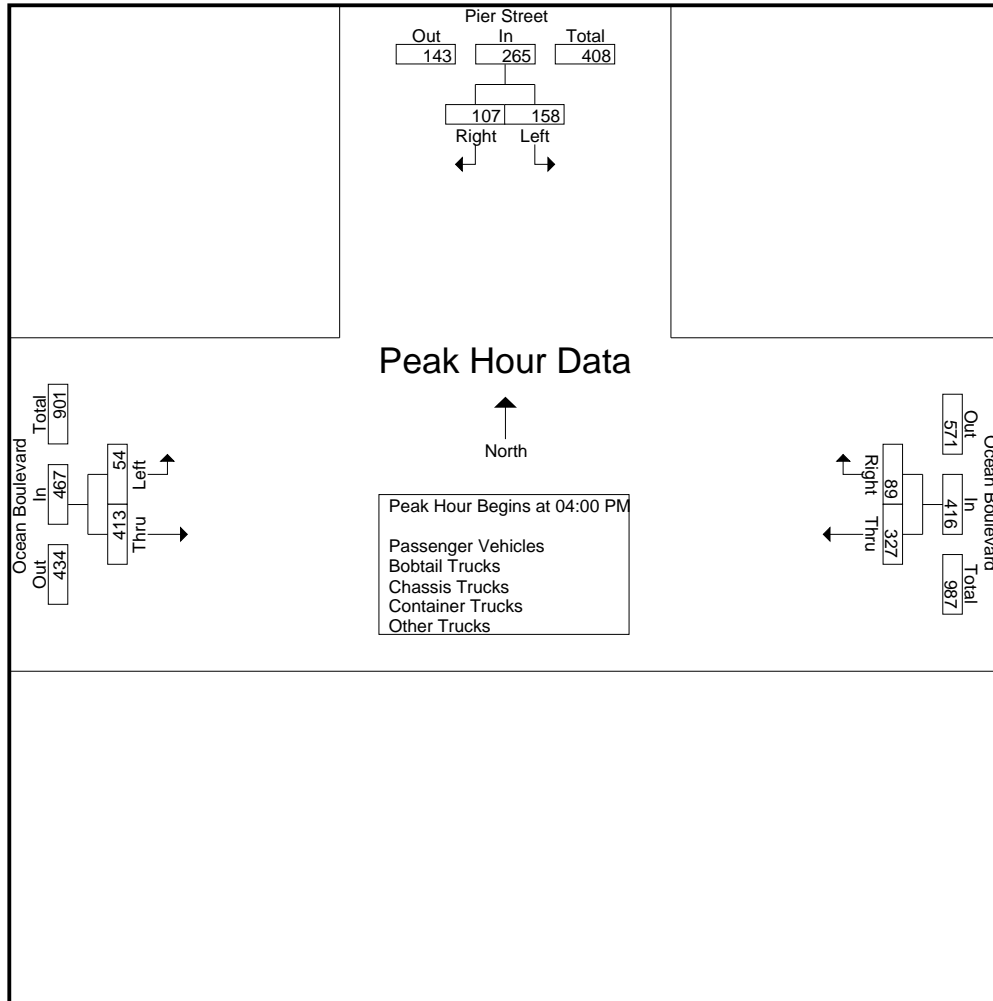 Pier Street
Out In Total
143 265 408
107 158
Right Left
Peak Hour Data
North
Peak Hour Begins at 04:00 PM
Passenger Vehicles
Bobtail Trucks
Chassis Trucks
Container Trucks
Other Trucks
Ocean Boulevard
Out In Total
434 467 901
413 54
Thru Left
Ocean Boulevard
Out In Total
571 416 987
89 327
Right Thru